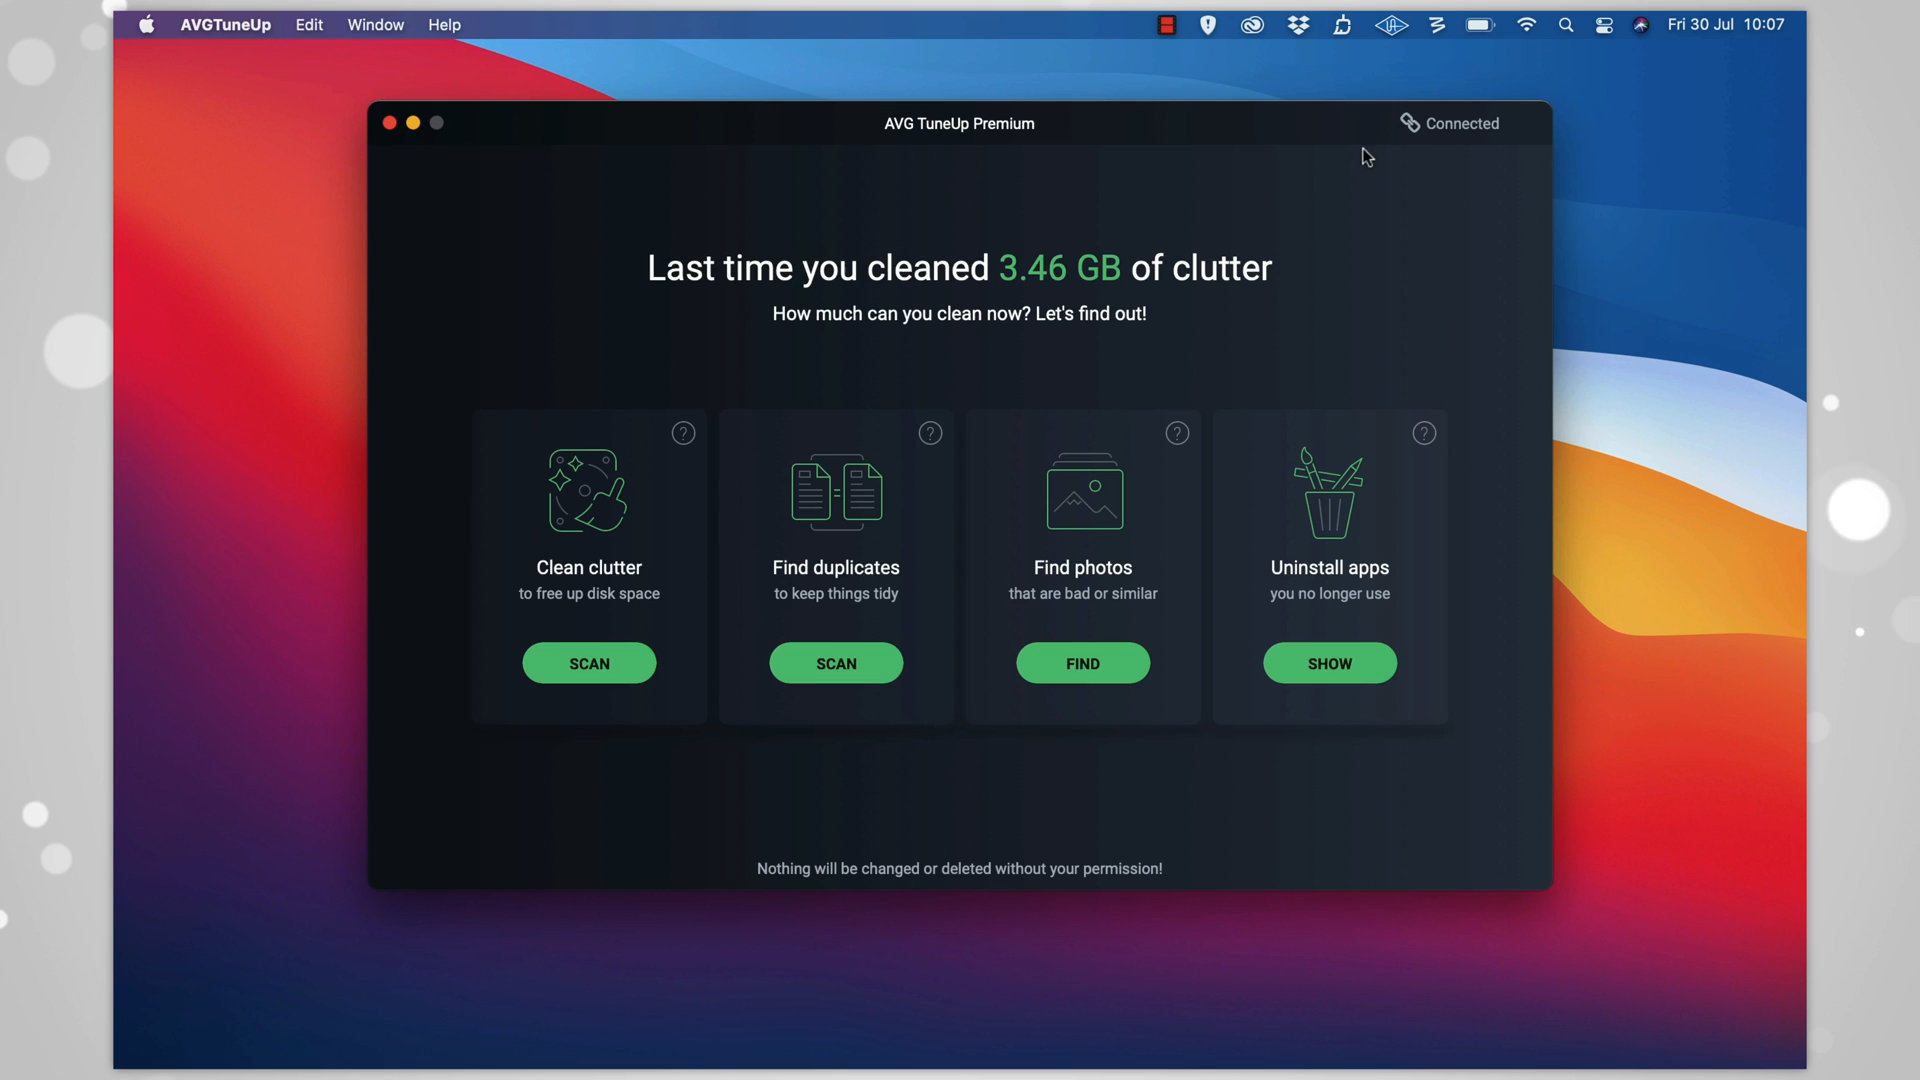 AVGTuneUp Edit Window Help Fri 30 Jul 10:07
AVG TuneUp Premium
Connected
Last time you cleaned 3.46 GB of clutter
How much can you clean now? Let's find out!
Clean clutter
to free up disk space
SCAN
Find duplicates
to keep things tidy
SCAN
Find photos
that are bad or similar
FIND
Uninstall apps
you no longer use
SHOW
Nothing will be changed or deleted without your permission!